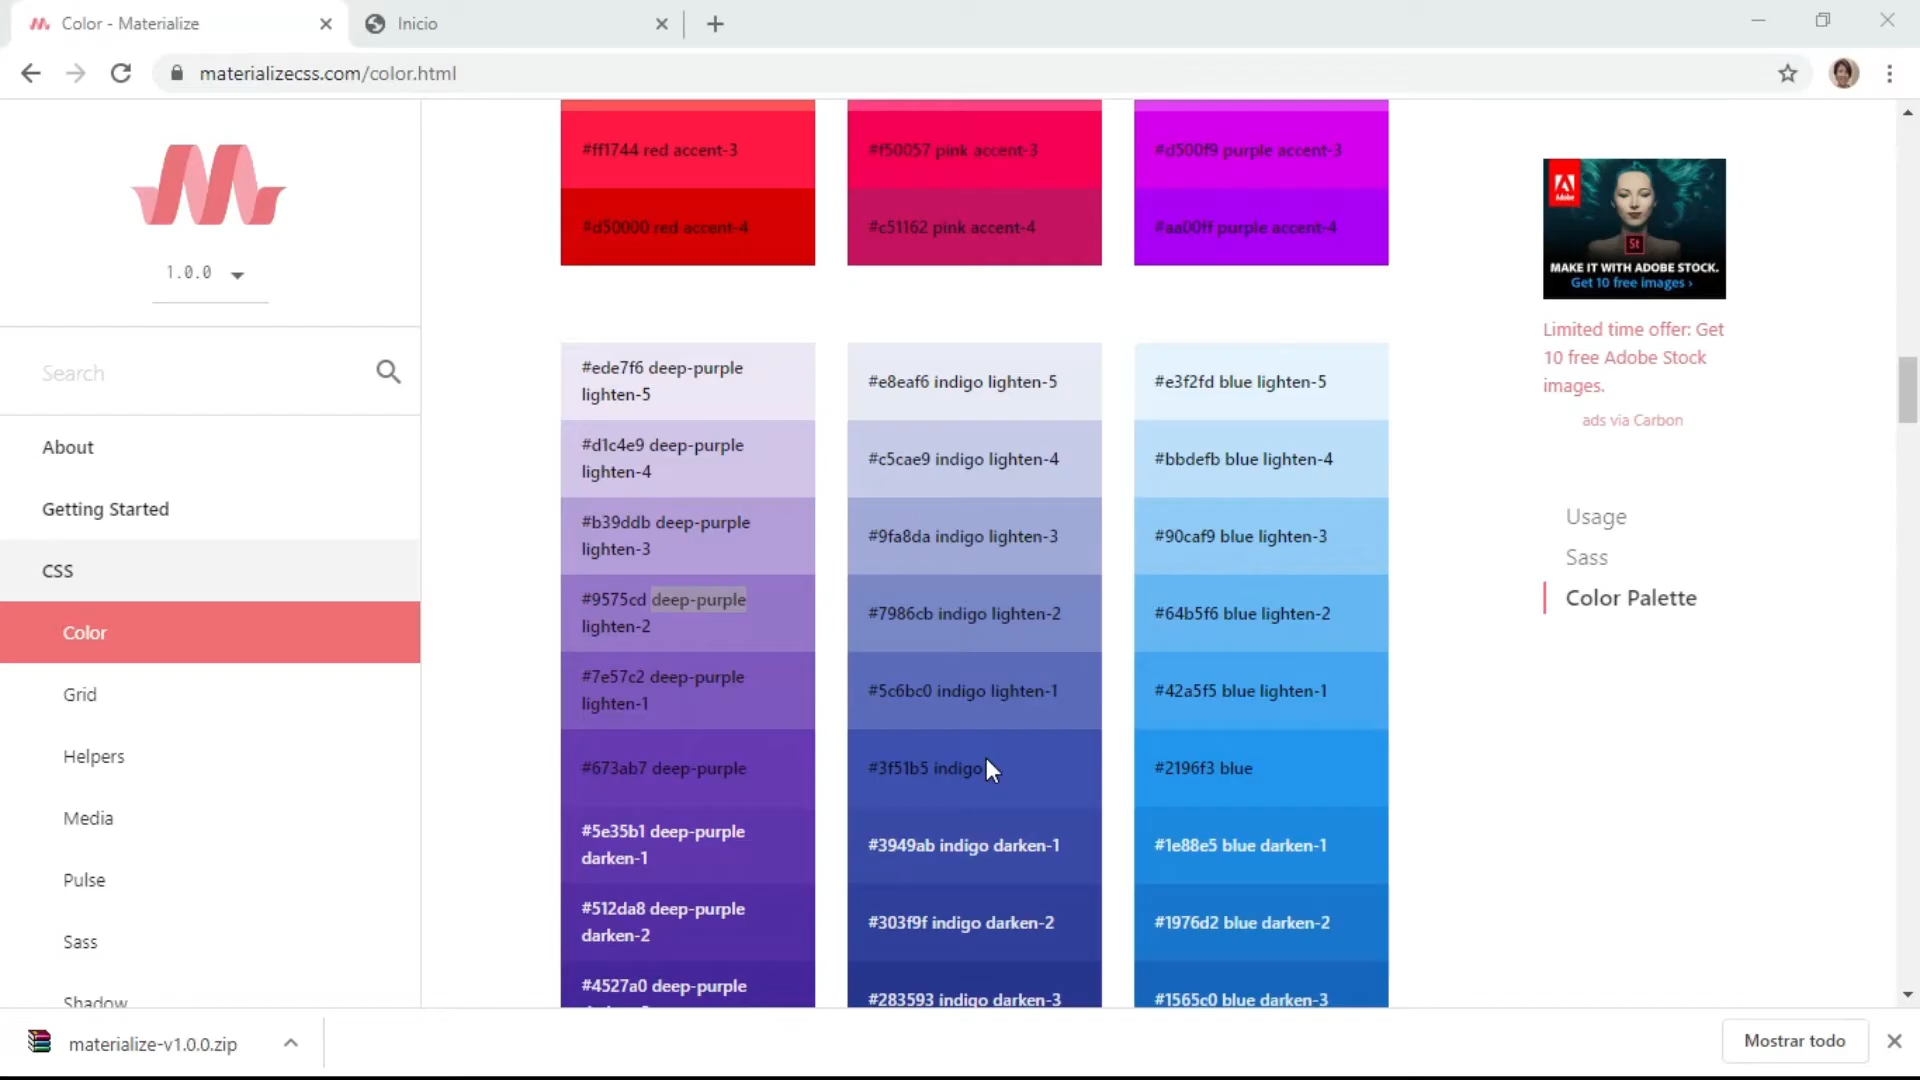 Color - Materialize
Inicio
materializecss.com/color.html
1.0.0
Search
About
Getting Started
CSS
Color
Grid
Helpers
Media
Pulse
Sass
Shadow
#ff1744 red accent-3
#d50000 red accent-4
#f50057 pink accent-3
#c51162 pink accent-4
#d500f9 purple accent-3
#aa00ff purple accent-4
#ede7f6 deep-purple
lighten-5
#d1c4e9 deep-purple
lighten-4
#b39ddb deep-purple
lighten-3
#9575cd deep-purple
lighten-2
#7e57c2 deep-purple
lighten-1
#673ab7 deep-purple
#5e35b1 deep-purple
darken-1
#512da8 deep-purple
darken-2
#4527a0 deep-purple
#e8eaf6 indigo lighten-5
#c5cae9 indigo lighten-4
#9fa8da indigo lighten-3
#7986cb indigo lighten-2
#5c6bc0 indigo lighten-1
#3f51b5 indigo
#3949ab indigo darken-1
#303f9f indigo darken-2
#283593 indigo darken-3
#e3f2fd blue lighten-5
#bbdefb blue lighten-4
#90caf9 blue lighten-3
#64b5f6 blue lighten-2
#42a5f5 blue lighten-1
#2196f3 blue
#1e88e5 blue darken-1
#1976d2 blue darken-2
#1565c0 blue darken-3
Adobe
St
MAKE IT WITH ADOBE STOCK.
Get 10 free images ›
Limited time offer: Get
10 free Adobe Stock
images.
ads via Carbon
Usage
Sass
Color Palette
materialize-v1.0.0.zip
Mostrar todo